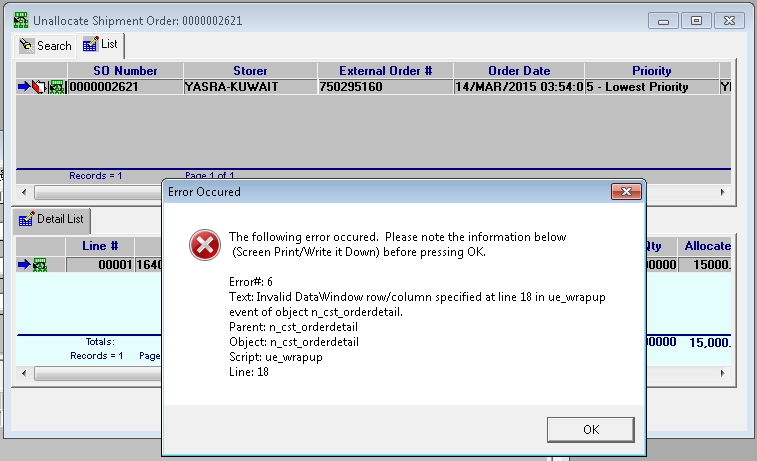 Unallocate Shipment Order: 0000002621
Search List
SO Number Storer External Order # Order Date Priority
0000002621 YASRA-KUWAIT 750295160 14/MAR/2015 03:54:0 5 - Lowest Priority
Records = 1 Page 1 of 1
Error Occured
The following error occured. Please note the information below
(Screen Print/Write it Down) before pressing OK.
Error#: 6
Text: Invalid DataWindow row/column specified at line 18 in ue_wrapup
event of object n_cst_orderdetail.
Parent: n_cst_orderdetail
Object: n_cst_orderdetail
Script: ue_wrapup
Line: 18
OK
Detail List
Line # Qty Allocate
00001 1640 00000 15000.
Totals: 0000 15,000.
Records = 1 Page